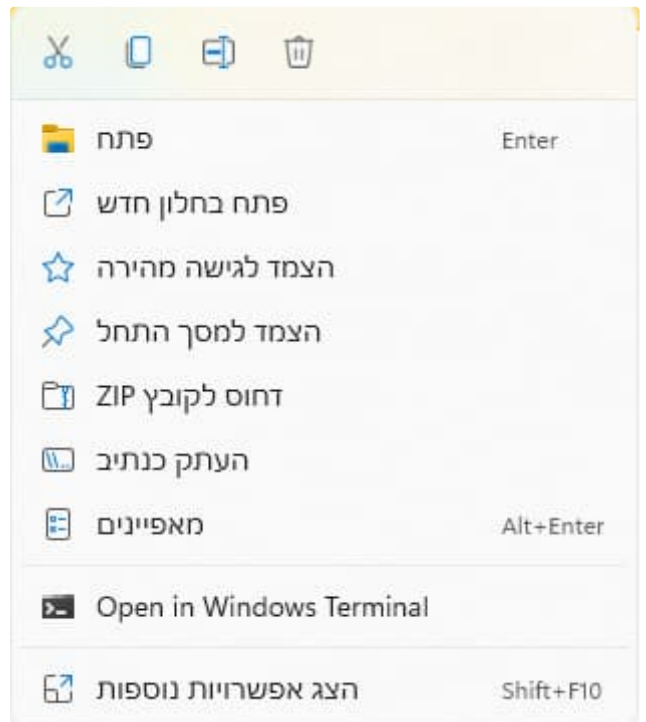 פתח Enter
פתח בחלון חדש
הצמד לגישה מהירה
הצמד למסך התחל
דחוס לקובץ ZIP
העתק כנתיב
מאפיינים Alt+Enter
Open in Windows Terminal
הצג אפשרויות נוספות Shift+F10